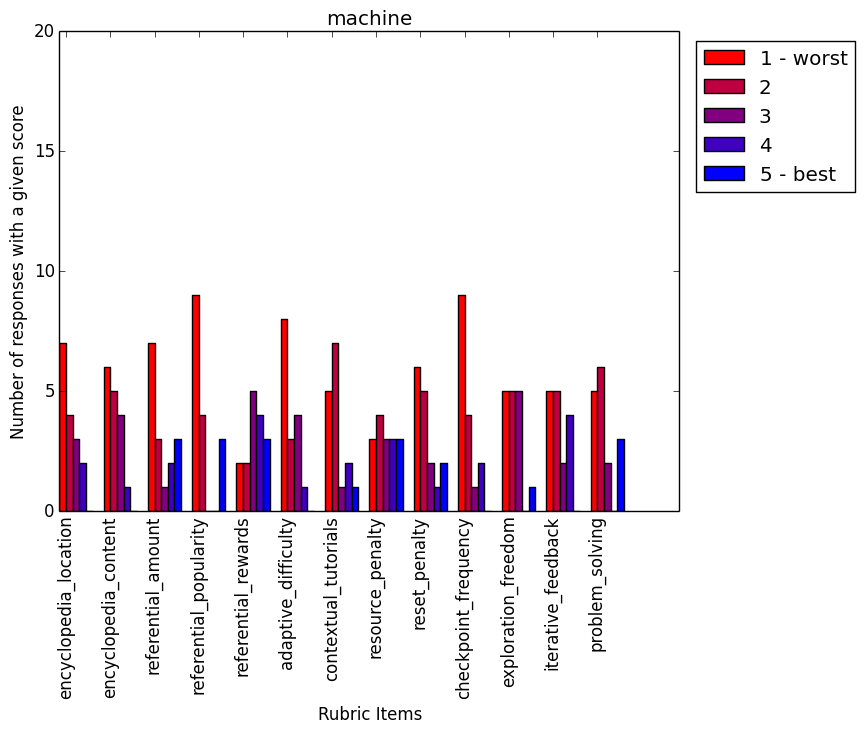 machine
Number of responses with a given score
20
15
10
5
0
encyclopedia_location
encyclopedia_content
referential_amount
referential_popularity
referential_rewards
adaptive_difficulty
contextual_tutorials
resource_penalty
reset_penalty
checkpoint_frequency
exploration_freedom
iterative_feedback
problem_solving
Rubric Items
1 - worst
2
3
4
5 - best